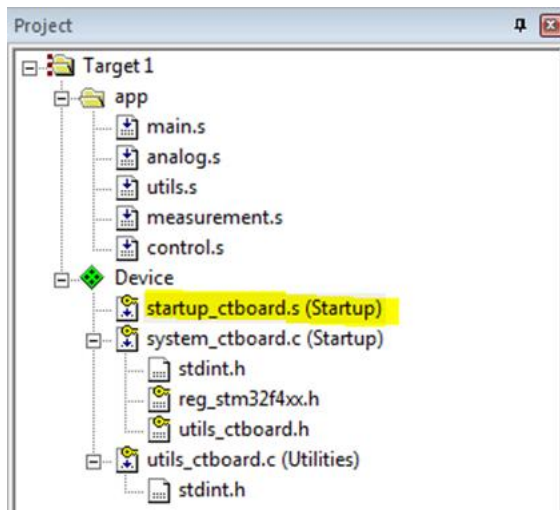 Project
Target 1
app
main.s
analog.s
utils.s
measurement.s
control.s
Device
startup_ctboard.s (Startup)
system_ctboard.c (Startup)
stdint.h
reg_stm32f4xx.h
utils_ctboard.h
utils_ctboard.c (Utilities)
stdint.h